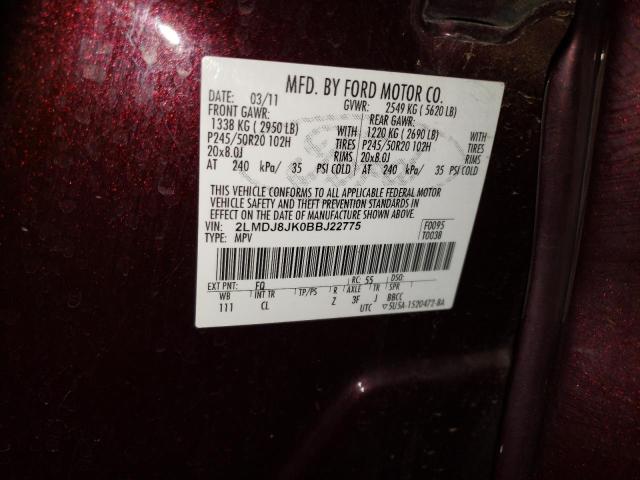 MFD. BY FORD MOTOR CO.
DATE: 03/11 GVWR: 2549 KG ( 5620 LB)
FRONT GAWR: REAR GAWR:
1338 KG ( 2950 LB) WITH 1220 KG ( 2690 LB) WITH
P245/50R20 102H TIRES P245/50R20 102H TIRES
20x8.0J RIMS 20x8.0J RIMS
AT 240 kPa/ 35 PSI COLD AT 240 kPa/ 35 PSI COLD
THIS VEHICLE CONFORMS TO ALL APPLICABLE FEDERAL MOTOR
VEHICLE SAFETY AND THEFT PREVENTION STANDARDS IN
EFFECT ON THE DATE OF MANUFACTURE SHOWN ABOVE.
VIN: 2LMDJ8JK0BBJ22775 F0095
TYPE: MPV T0038
EXT PNT: FQ RC: 55 DSO:
WB INT TR TP/PS R AXLE TR SPR
111 CL Z 3F J BBCC
UTC ▽5U5A-1520472-BA